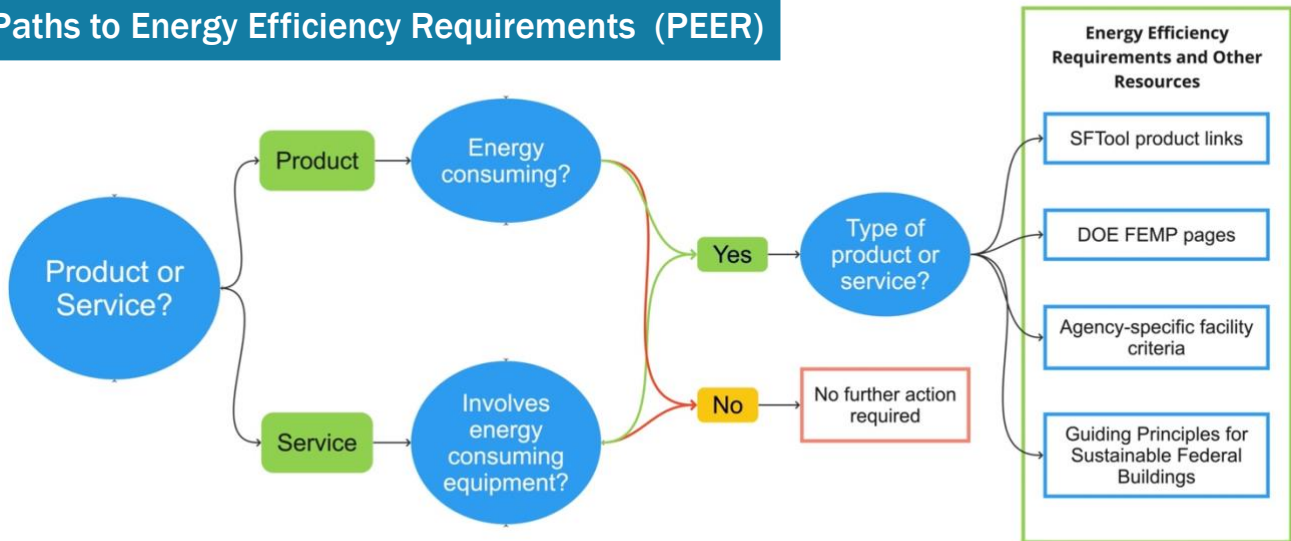 Paths to Energy Efficiency Requirements (PEER)
Product or
Service?
Product
Service
Energy
consuming?
Involves
energy
consuming
equipment?
Yes
No
Type of
product or
service?
No further action
required
Energy Efficiency
Requirements and Other
Resources
SFTool product links
DOE FEMP pages
Agency-specific facility
criteria
Guiding Principles for
Sustainable Federal
Buildings